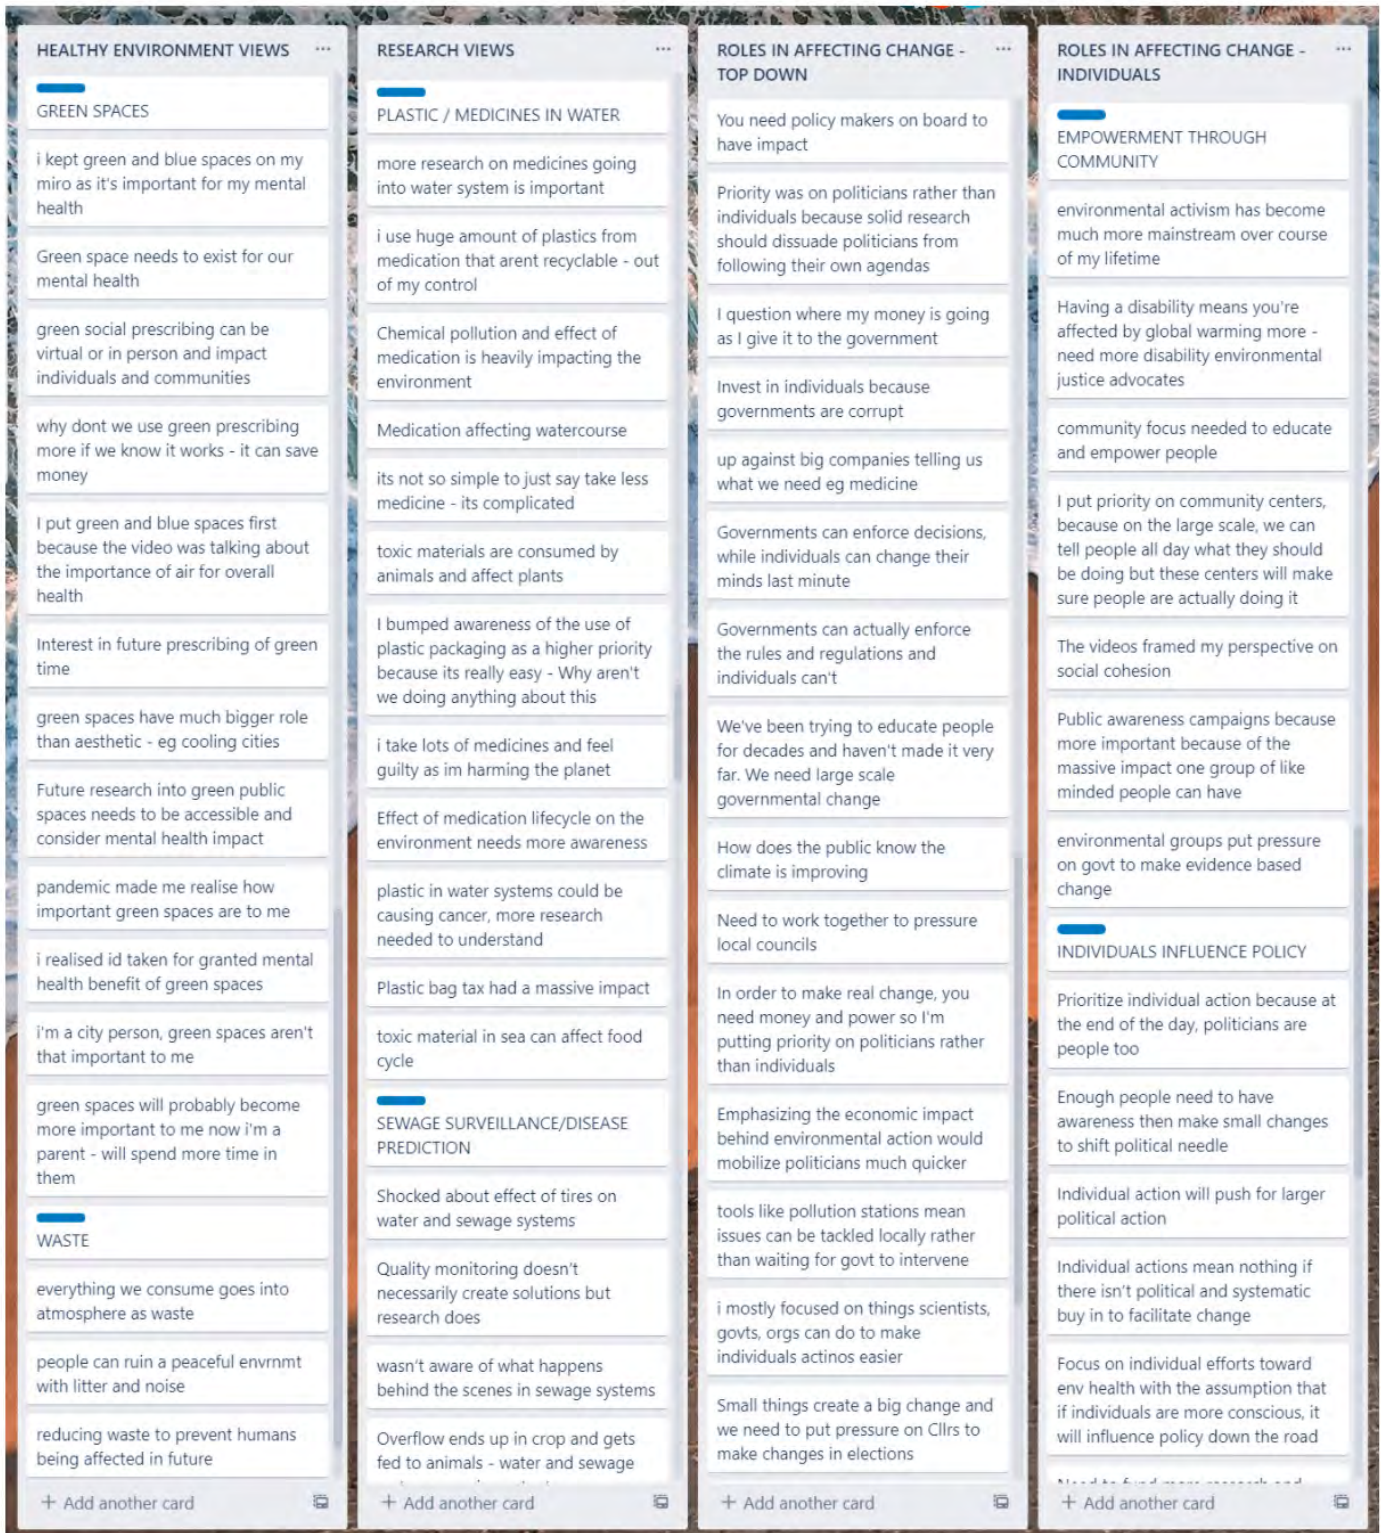 HEALTHY ENVIRONMENT VIEWS
GREEN SPACES
i kept green and blue spaces on my
miro as it's important for my mental
health
Green space needs to exist for our
mental health
green social prescribing can be
virtual or in person and impact
individuals and communities
why dont we use green prescribing
more if we know it works - it can save
money
I put green and blue spaces first
because the video was talking about
the importance of air for overall
health
Interest in future prescribing of green
time
green spaces have much bigger role
than aesthetic - eg cooling cities
Future research into green public
spaces needs to be accessible and
consider mental health impact
pandemic made me realise how
important green spaces are to me
i realised id taken for granted mental
health benefit of green spaces
i'm a city person, green spaces aren't
that important to me
green spaces will probably become
more important to me now i'm a
parent - will spend more time in
them
WASTE
everything we consume goes into
atmosphere as waste
people can ruin a peaceful envrnmt
with litter and noise
reducing waste to prevent humans
being affected in future
+ Add another card
RESEARCH VIEWS
PLASTIC / MEDICINES IN WATER
more research on medicines going
into water system is important
i use huge amount of plastics from
medication that arent recyclable - out
of my control
Chemical pollution and effect of
medication is heavily impacting the
environment
Medication affecting watercourse
its not so simple to just say take less
medicine - its complicated
toxic materials are consumed by
animals and affect plants
I bumped awareness of the use of
plastic packaging as a higher priority
because its really easy - Why aren't
we doing anything about this
i take lots of medicines and feel
guilty as im harming the planet
Effect of medication lifecycle on the
environment needs more awareness
plastic in water systems could be
causing cancer, more research
needed to understand
Plastic bag tax had a massive impact
toxic material in sea can affect food
cycle
SEWAGE SURVEILLANCE/DISEASE
PREDICTION
Shocked about effect of tires on
water and sewage systems
Quality monitoring doesn't
necessarily create solutions but
research does
wasn't aware of what happens
behind the scenes in sewage systems
Overflow ends up in crop and gets
fed to animals - water and sewage
+ Add another card
ROLES IN AFFECTING CHANGE -
TOP DOWN
You need policy makers on board to
have impact
Priority was on politicians rather than
individuals because solid research
should dissuade politicians from
following their own agendas
I question where my money is going
as I give it to the government
Invest in individuals because
governments are corrupt
up against big companies telling us
what we need eg medicine
Governments can enforce decisions,
while individuals can change their
minds last minute
Governments can actually enforce
the rules and regulations and
individuals can't
We've been trying to educate people
for decades and haven't made it very
far. We need large scale
governmental change
How does the public know the
climate is improving
Need to work together to pressure
local councils
In order to make real change, you
need money and power so I'm
putting priority on politicians rather
than individuals
Emphasizing the economic impact
behind environmental action would
mobilize politicians much quicker
tools like pollution stations mean
issues can be tackled locally rather
than waiting for govt to intervene
i mostly focused on things scientists,
govts, orgs can do to make
individuals actinos easier
Small things create a big change and
we need to put pressure on Cllrs to
make changes in elections
+ Add another card
ROLES IN AFFECTING CHANGE -
INDIVIDUALS
EMPOWERMENT THROUGH
COMMUNITY
environmental activism has become
much more mainstream over course
of my lifetime
Having a disability means you're
affected by global warming more -
need more disability environmental
justice advocates
community focus needed to educate
and empower people
I put priority on community centers,
because on the large scale, we can
tell people all day what they should
be doing but these centers will make
sure people are actually doing it
The videos framed my perspective on
social cohesion
Public awareness campaigns because
more important because of the
massive impact one group of like
minded people can have
environmental groups put pressure
on govt to make evidence based
change
INDIVIDUALS INFLUENCE POLICY
Prioritize individual action because at
the end of the day, politicians are
people too
Enough people need to have
awareness then make small changes
to shift political needle
Individual action will push for larger
political action
Individual actions mean nothing if
there isn't political and systematic
buy in to facilitate change
Focus on individual efforts toward
env health with the assumption that
if individuals are more conscious, it
will influence policy down the road
+ Add another card